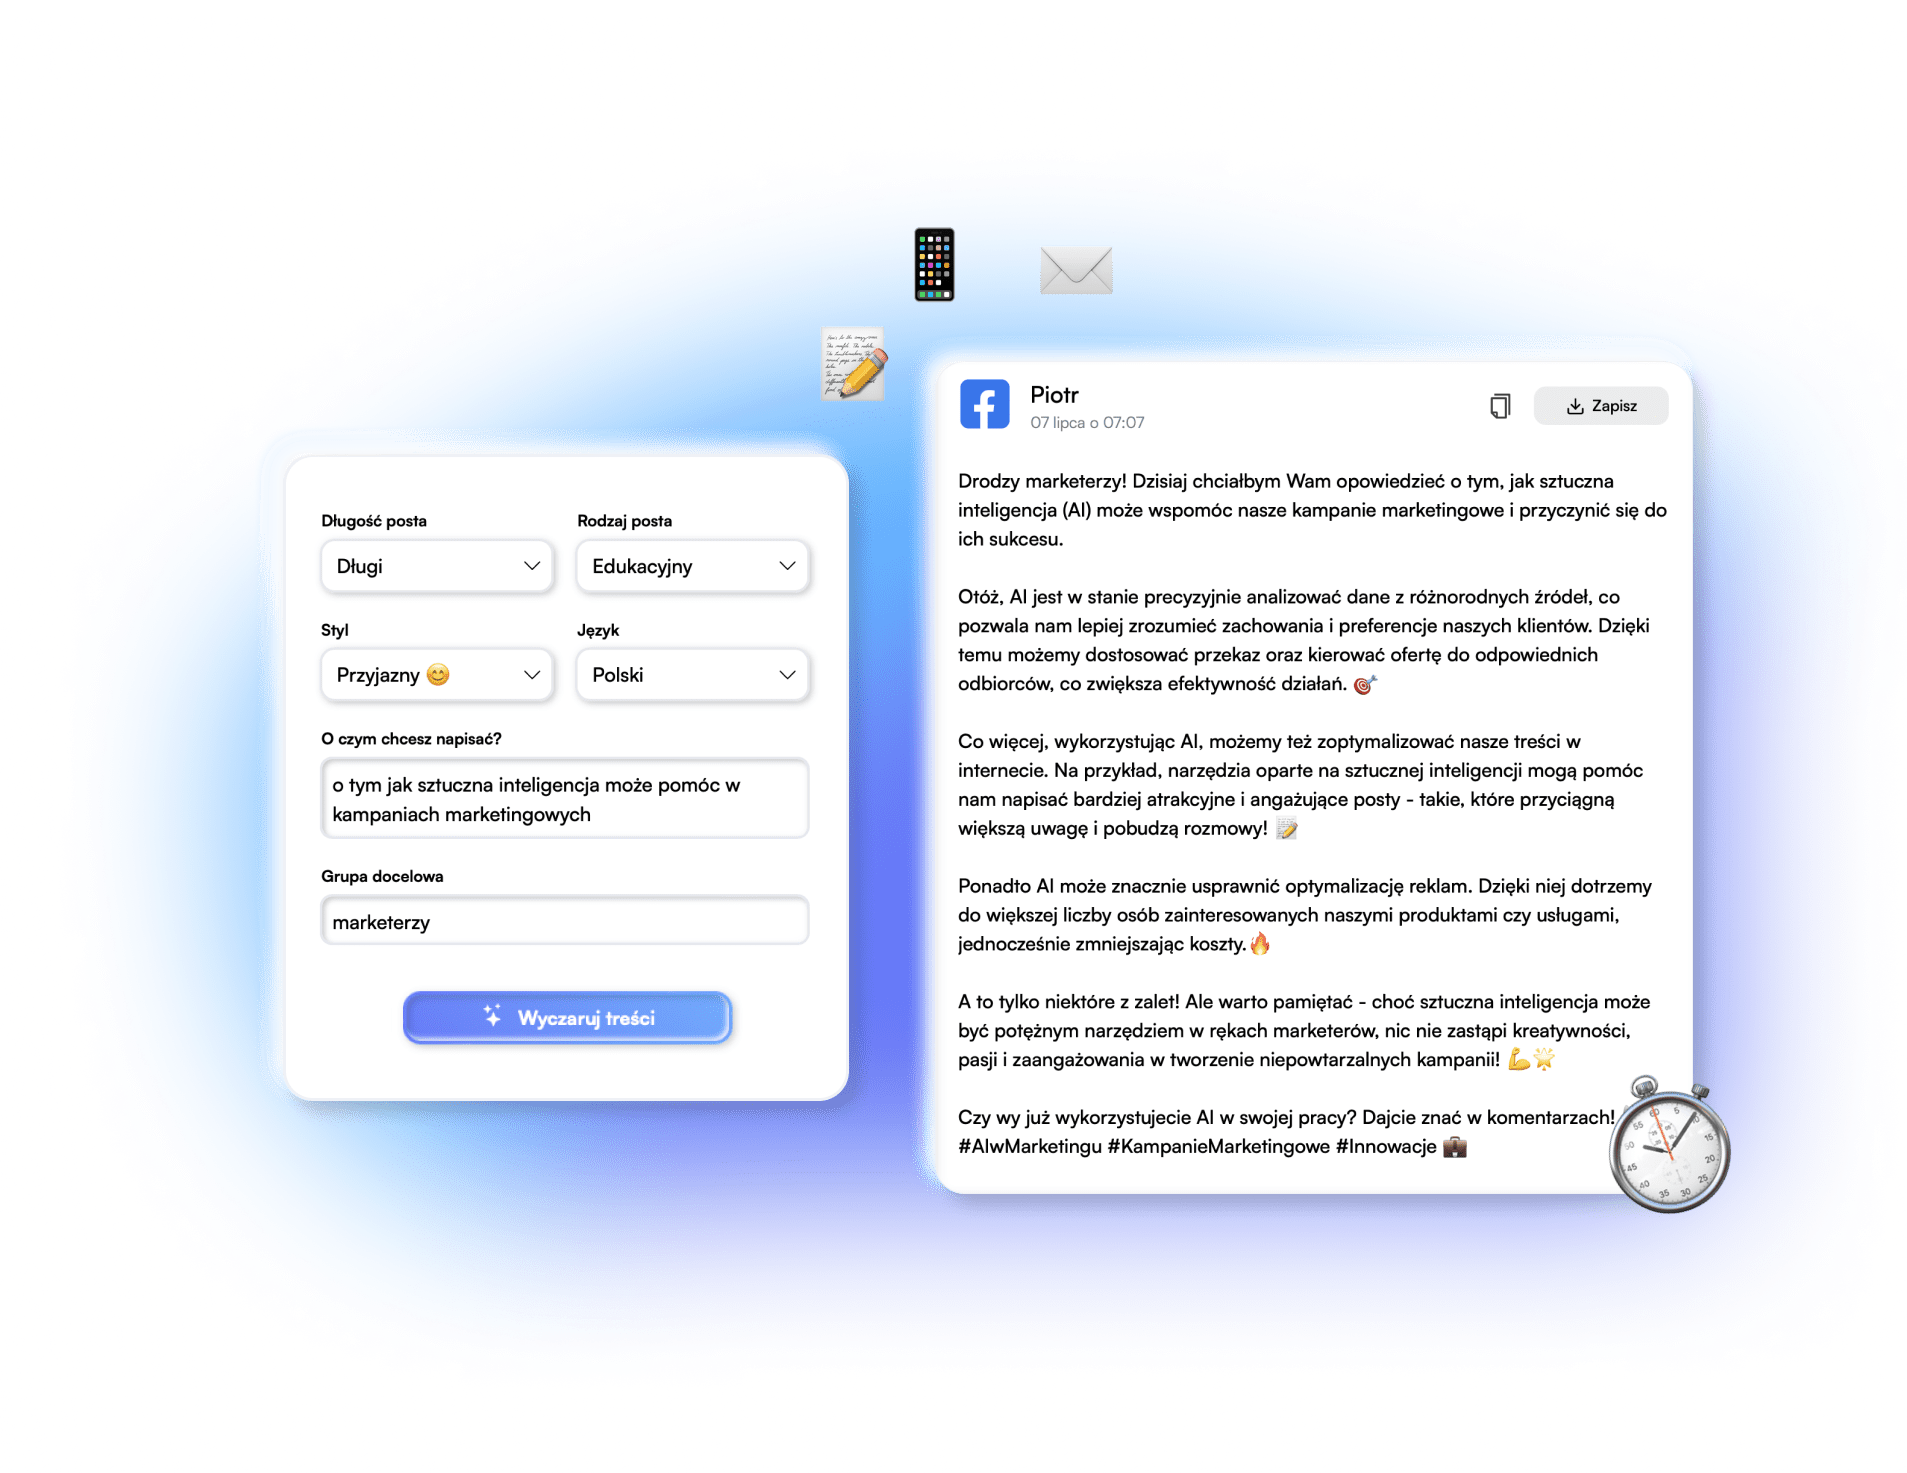 Długość posta
Rodzaj posta
Długi
Edukacyjny
Styl
Język
Przyjazny 😊
Polski
O czym chcesz napisać?
o tym jak sztuczna inteligencja może pomóc w
kampaniach marketingowych
Grupa docelowa
marketerzy
Wyczaruj treści
Piotr
07 lipca o 07:07
Zapisz
Drodzy marketerzy! Dzisiaj chciałbym Wam opowiedzieć o tym, jak sztuczna
inteligencja (AI) może wspomóc nasze kampanie marketingowe i przyczynić się do
ich sukcesu.
Otóż, AI jest w stanie precyzyjnie analizować dane z różnorodnych źródeł, co
pozwala nam lepiej zrozumieć zachowania i preferencje naszych klientów. Dzięki
temu możemy dostosować przekaz oraz kierować ofertę do odpowiednich
odbiorców, co zwiększa efektywność działań. 🎯
Co więcej, wykorzystując AI, możemy też zoptymalizować nasze treści w
internecie. Na przykład, narzędzia oparte na sztucznej inteligencji mogą pomóc
nam napisać bardziej atrakcyjne i angażujące posty - takie, które przyciągną
większą uwagę i pobudzą rozmowy! 📝
Ponadto AI może znacznie usprawnić optymalizację reklam. Dzięki niej dotrzemy
do większej liczby osób zainteresowanych naszymi produktami czy usługami,
jednocześnie zmniejszając koszty.🔥
A to tylko niektóre z zalet! Ale warto pamiętać - choć sztuczna inteligencja może
być potężnym narzędziem w rękach marketerów, nic nie zastąpi kreatywności,
pasji i zaangażowania w tworzenie niepowtarzalnych kampanii! 💪🌟
Czy wy już wykorzystujecie AI w swojej pracy? Dajcie znać w komentarzach!
#AIwMarketingu #KampanieMarketingowe #Innowacje 💼